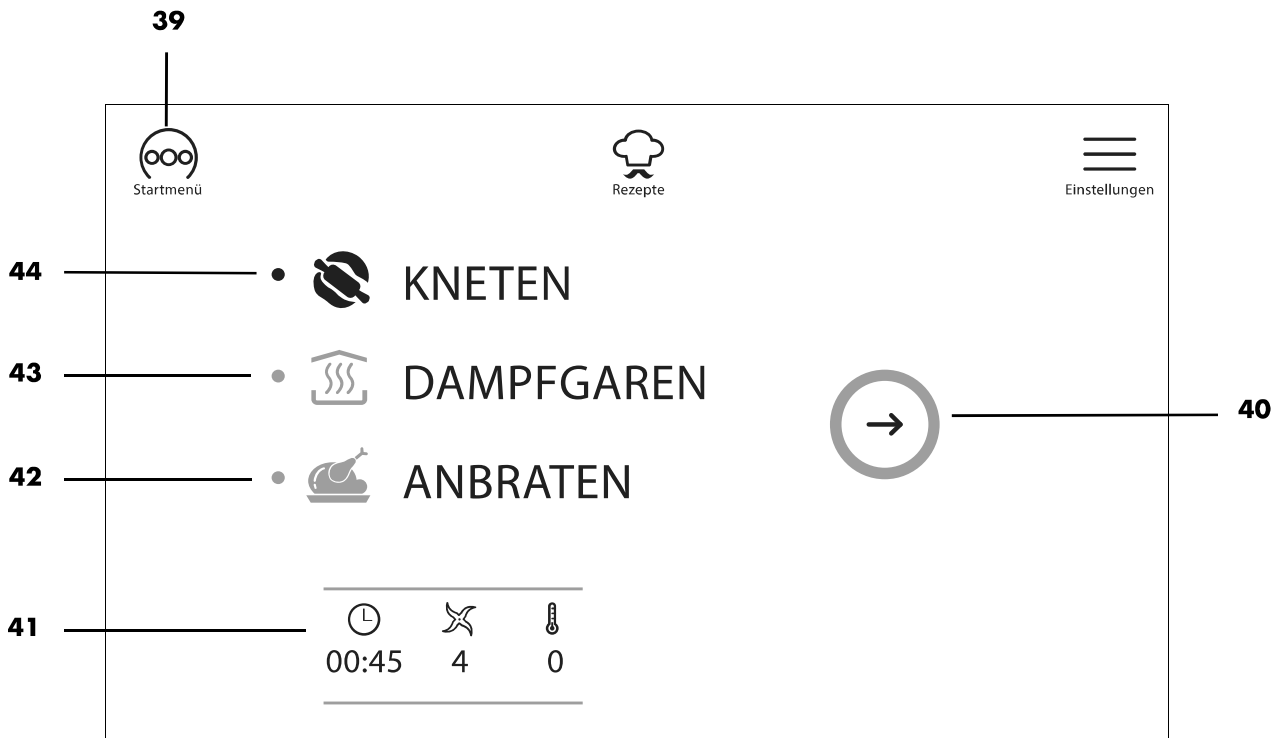 39
Startmenü
Rezepte
Einstellungen
44
KNETEN
43
DAMPFGAREN
40
42
ANBRATEN
41
00:45 4 0